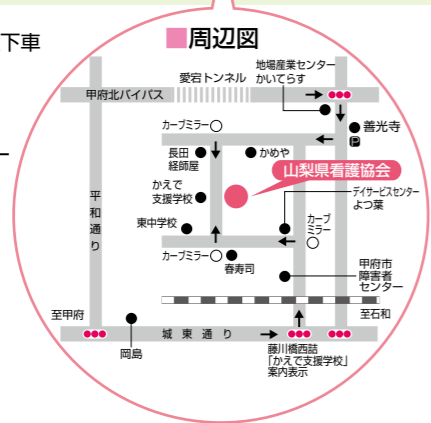 下車
■周辺図
地場産業センター
かいてらす
愛宕トンネル
甲府北バイパス
善光寺
P
カーブミラー
長田
経師屋
かめや
山梨県看護協会
かえで
支援学校
デイサービスセンター
よつ葉
平和通り
東中学校
カーブ
ミラー
カーブミラー
春寿司
甲府市
障害者
センター
至甲府
至石和
城東通り
岡島
藤川橋西詰
「かえで支援学校」
案内表示